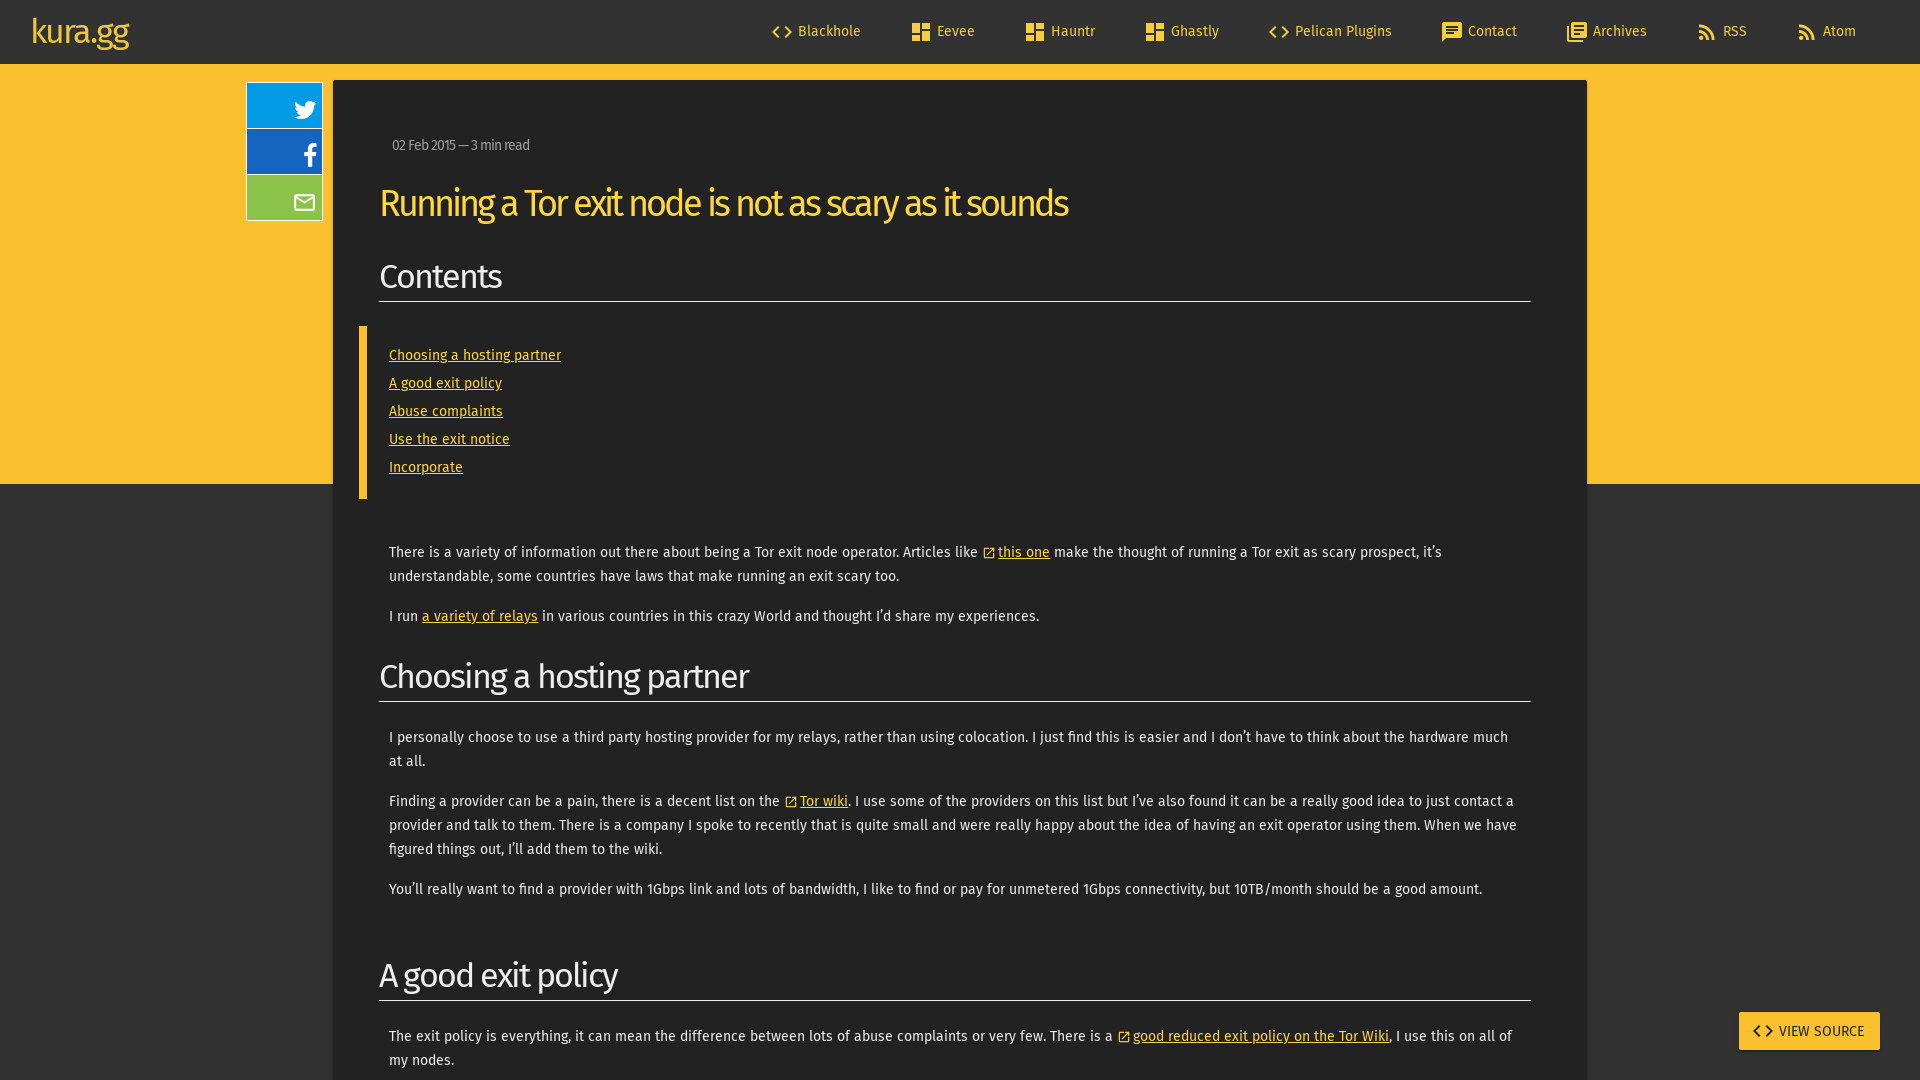 kura.gg
Blackhole
Eevee
Hauntr
Ghastly
Pelican Plugins
Contact
Archives
RSS
Atom
02 Feb 2015 — 3 min read
Running a Tor exit node is not as scary as it sounds
Contents
Choosing a hosting partner
A good exit policy
Abuse complaints
Use the exit notice
Incorporate
There is a variety of information out there about being a Tor exit node operator. Articles like this one make the thought of running a Tor exit as scary prospect, it’s
understandable, some countries have laws that make running an exit scary too.
I run a variety of relays in various countries in this crazy World and thought I’d share my experiences.
Choosing a hosting partner
I personally choose to use a third party hosting provider for my relays, rather than using colocation. I just find this is easier and I don’t have to think about the hardware much
at all.
Finding a provider can be a pain, there is a decent list on the Tor wiki. I use some of the providers on this list but I’ve also found it can be a really good idea to just contact a
provider and talk to them. There is a company I spoke to recently that is quite small and were really happy about the idea of having an exit operator using them. When we have
figured things out, I’ll add them to the wiki.
You’ll really want to find a provider with 1Gbps link and lots of bandwidth, I like to find or pay for unmetered 1Gbps connectivity, but 10TB/month should be a good amount.
A good exit policy
The exit policy is everything, it can mean the difference between lots of abuse complaints or very few. There is a good reduced exit policy on the Tor Wiki, I use this on all of
my nodes.
VIEW SOURCE